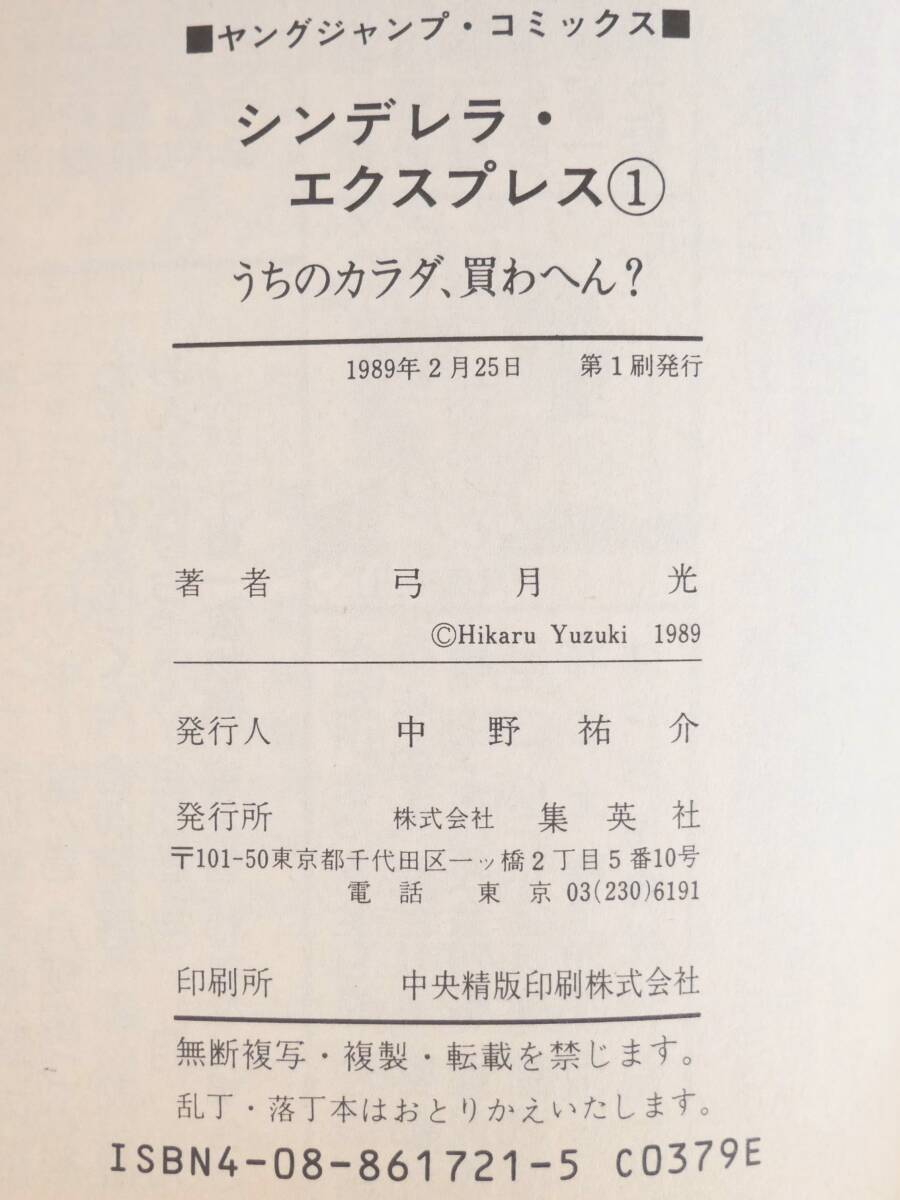 ■ヤングジャンプ・コミックス■
シンデレラ・
エクスプレス①
うちのカラダ、買わへん？
1989年2月25日 第1刷発行
著者 弓月光
©Hikaru Yuzuki 1989
発行人 中野祐介
発行所 株式会社 集英社
〒101-50東京都千代田区一ッ橋2丁目5番10号
電話 東京 03(230)6191
印刷所 中央精版印刷株式会社
無断複写・複製・転載を禁じます。
乱丁・落丁本はおとりかえいたします。
ISBN4-08-861721-5 C0379E